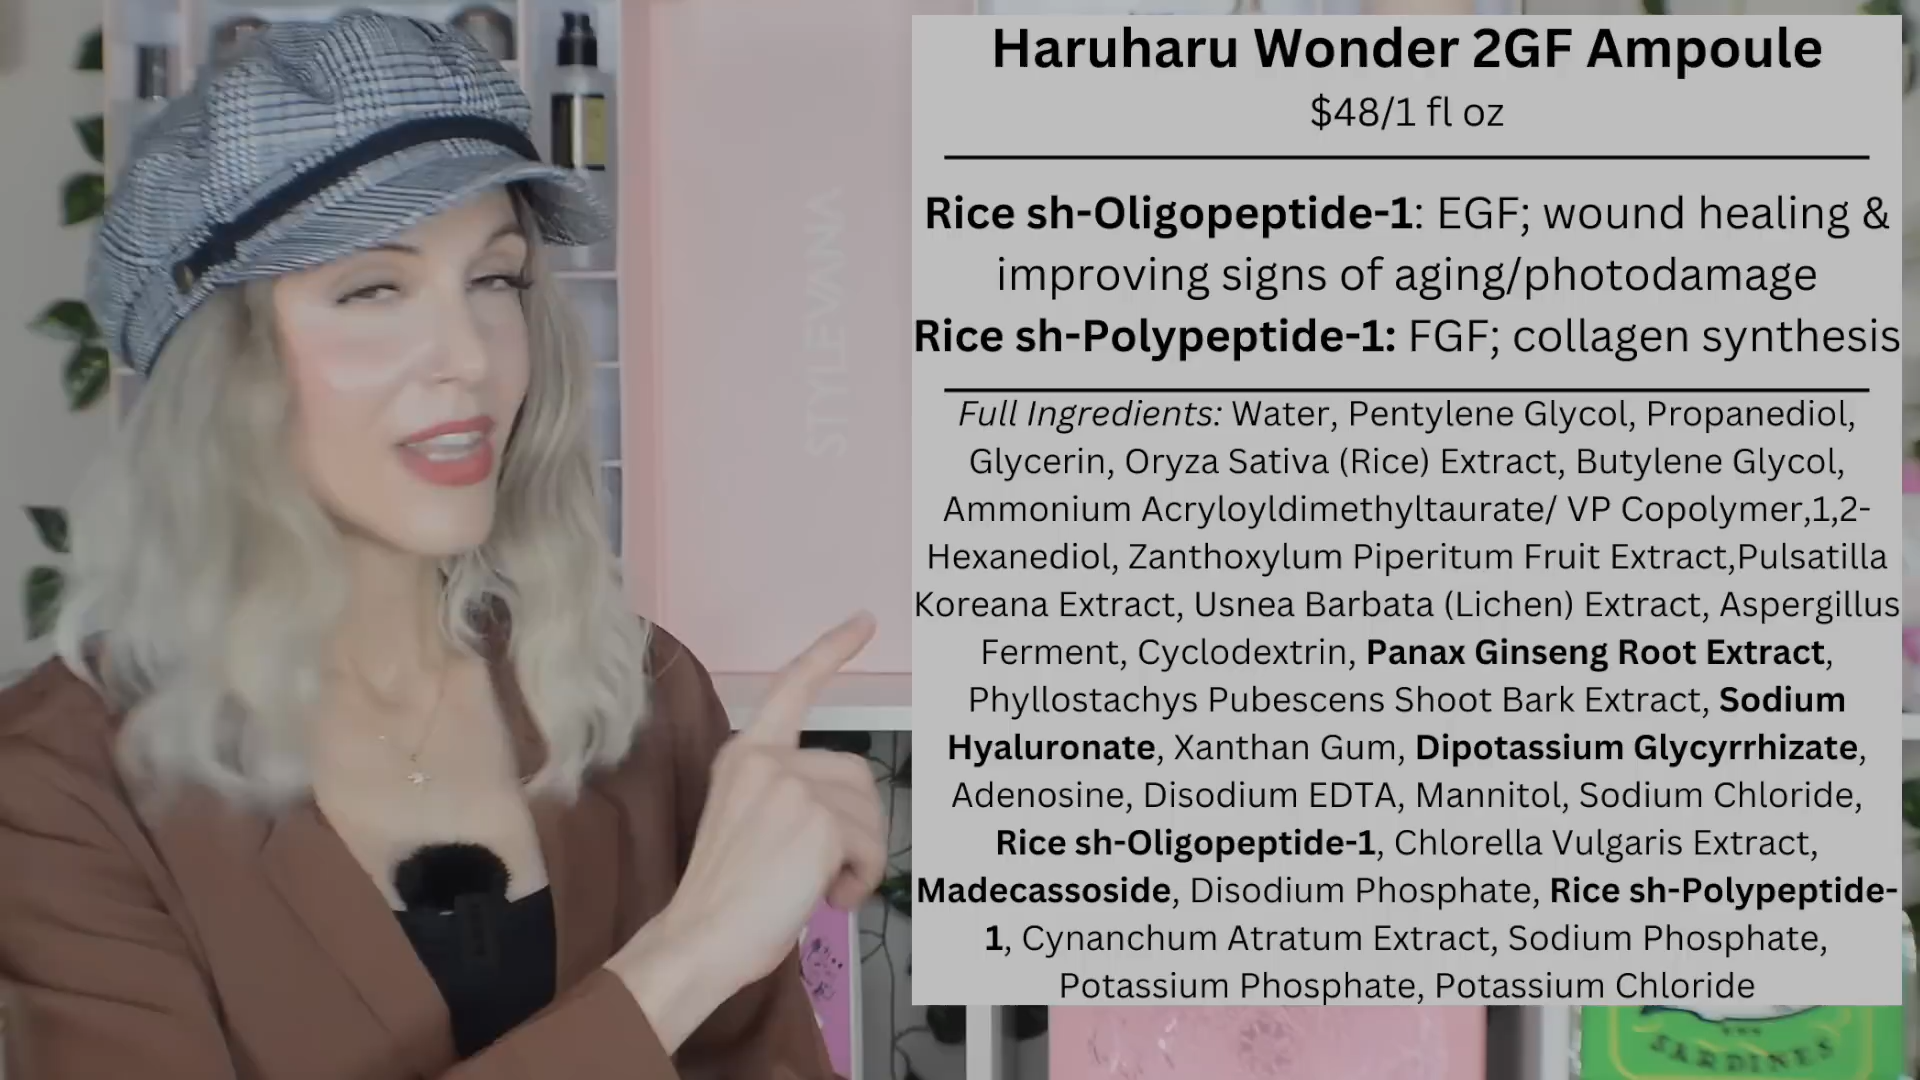 Haruharu Wonder 2GF Ampoule
$48/1 fl oz
Rice sh-Oligopeptide-1: EGF; wound healing &
improving signs of aging/photodamage
Rice sh-Polypeptide-1: FGF; collagen synthesis
Full Ingredients: Water, Pentylene Glycol, Propanediol,
Glycerin, Oryza Sativa (Rice) Extract, Butylene Glycol,
Ammonium Acryloyldimethyltaurate/ VP Copolymer,1,2-
Hexanediol, Zanthoxylum Piperitum Fruit Extract,Pulsatilla
Koreana Extract, Usnea Barbata (Lichen) Extract, Aspergillus
Ferment, Cyclodextrin, Panax Ginseng Root Extract,
Phyllostachys Pubescens Shoot Bark Extract, Sodium
Hyaluronate, Xanthan Gum, Dipotassium Glycyrrhizate,
Adenosine, Disodium EDTA, Mannitol, Sodium Chloride,
Rice sh-Oligopeptide-1, Chlorella Vulgaris Extract,
Madecassoside, Disodium Phosphate, Rice sh-Polypeptide-
1, Cynanchum Atratum Extract, Sodium Phosphate,
Potassium Phosphate, Potassium Chloride
STYLEVANA
SARDINES